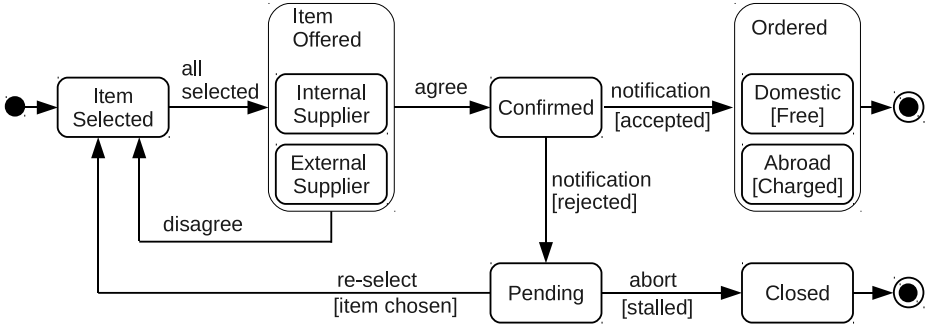 Item
Offered
Ordered
all
selected
Item
Selected
Internal
Supplier
agree
Confirmed
notification
[accepted]
Domestic
[Free]
External
Supplier
Abroad
[Charged]
notification
[rejected]
disagree
re-select
[item chosen]
Pending
abort
[stalled]
Closed